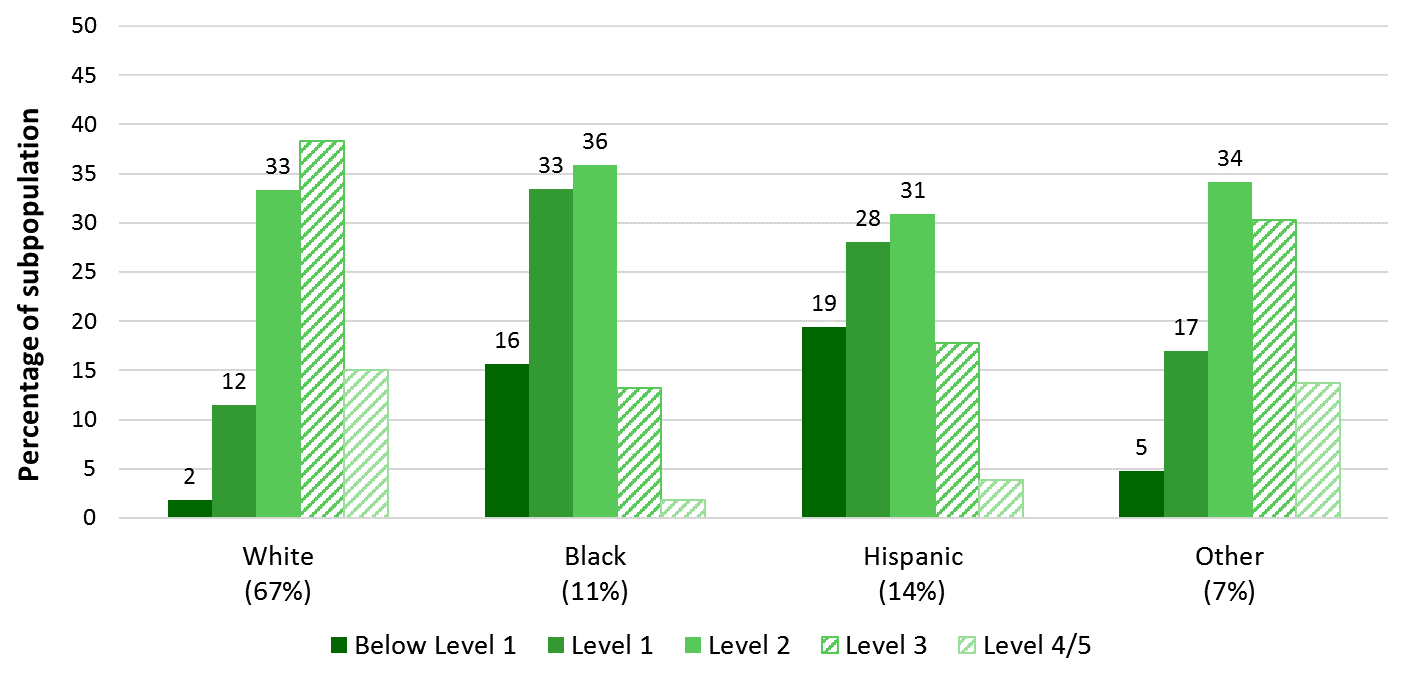 Percentage of subpopulation
50
45
40
35
30
25
20
15
10
5
0
2
12
33
16
33
36
19
28
31
5
17
34
White
(67%)
Black
(11%)
Hispanic
(14%)
Other
(7%)
Below Level 1
Level 1
Level 2
Level 3
Level 4/5